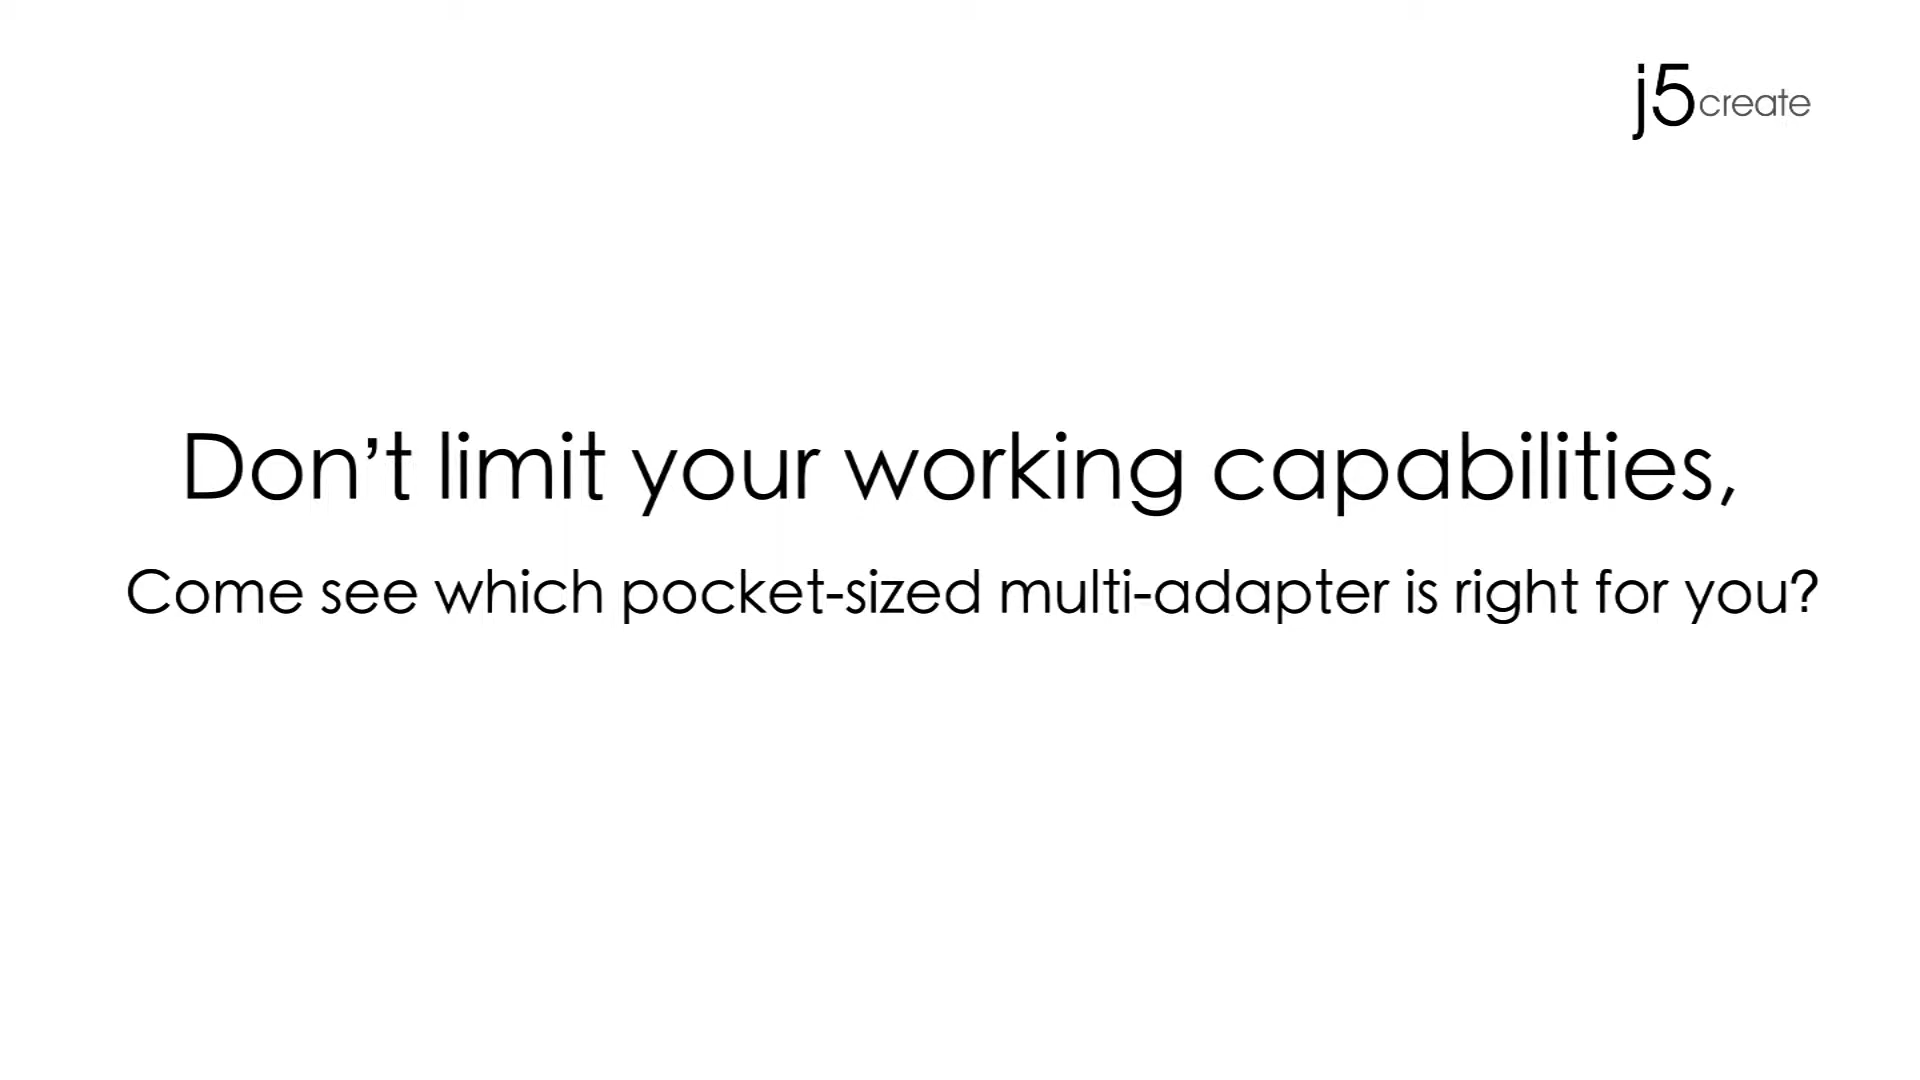 j5create
Don’t limit your working capabilities,
Come see which pocket-sized multi-adapter is right for you?